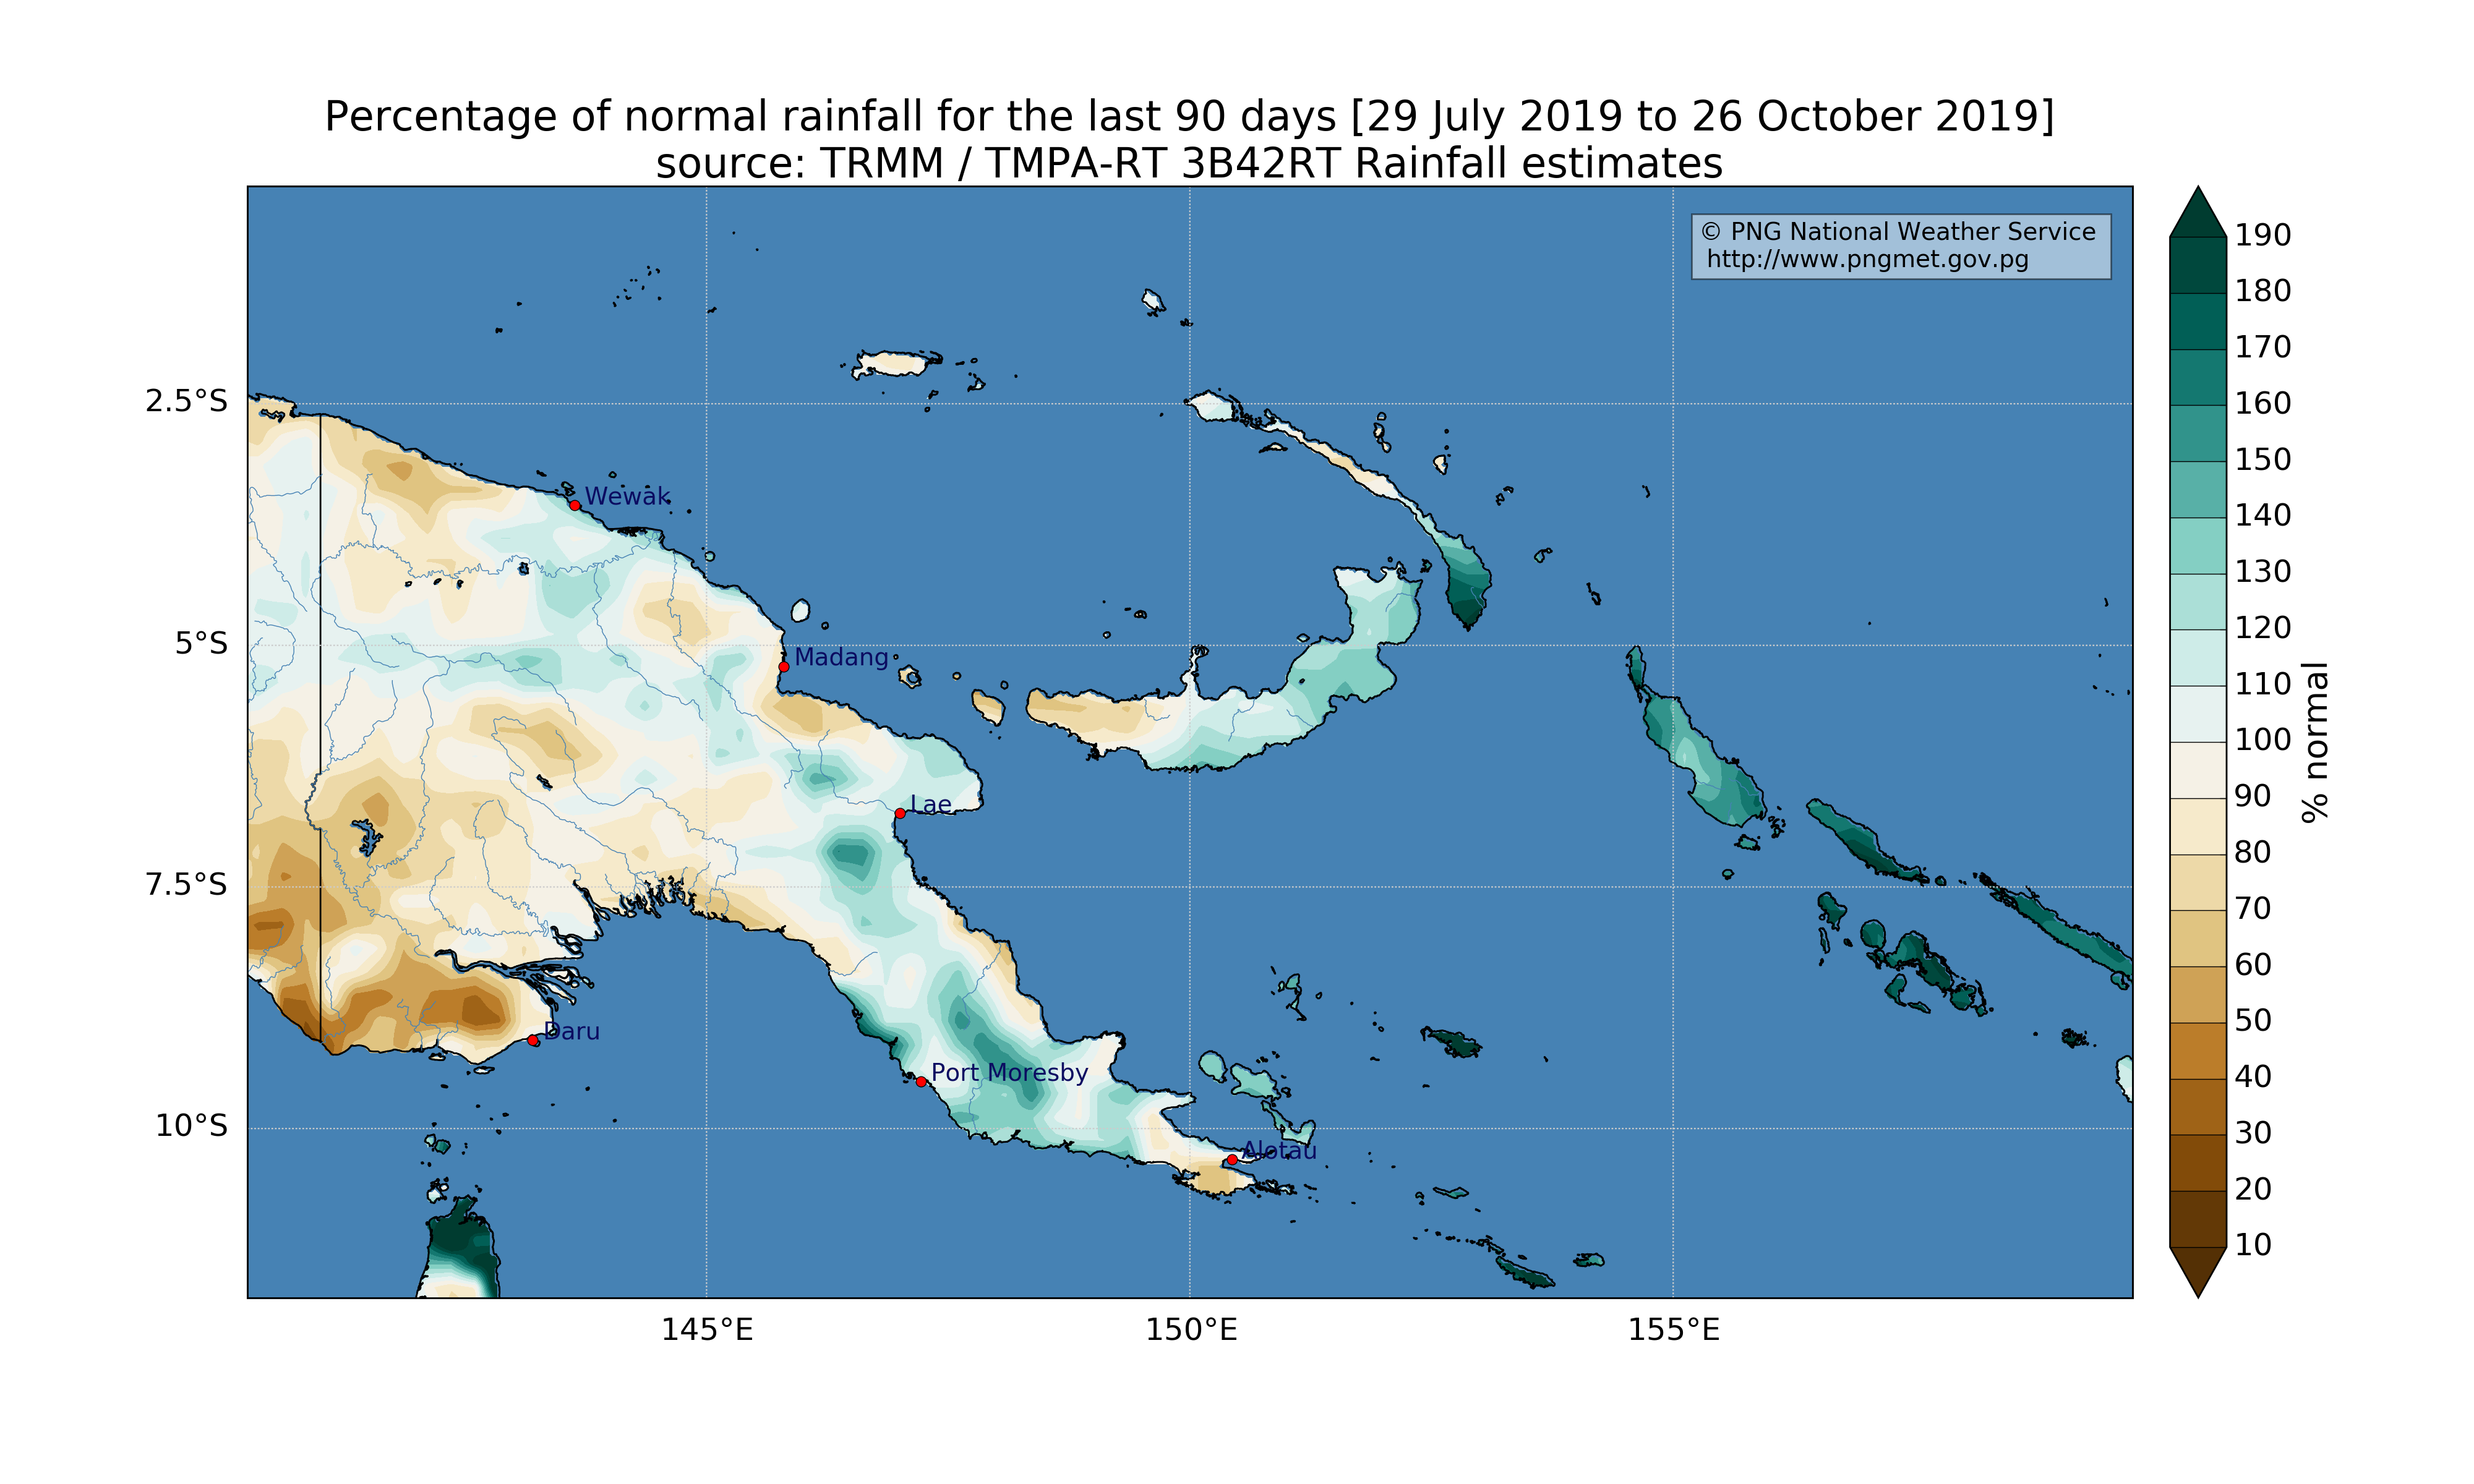 Percentage of normal rainfall for the last 90 days [29 July 2019 to 26 October 2019]
source: TRMM / TMPA-RT 3B42RT Rainfall estimates
© PNG National Weather Service
http://www.pngmet.gov.pg
2.5°S
5°S
7.5°S
10°S
Wewak
Madang
Lae
Daru
Port Moresby
Alotau
145°E
150°E
155°E
190
180
170
160
150
140
130
120
110
100
90
80
70
60
50
40
30
20
10
% normal